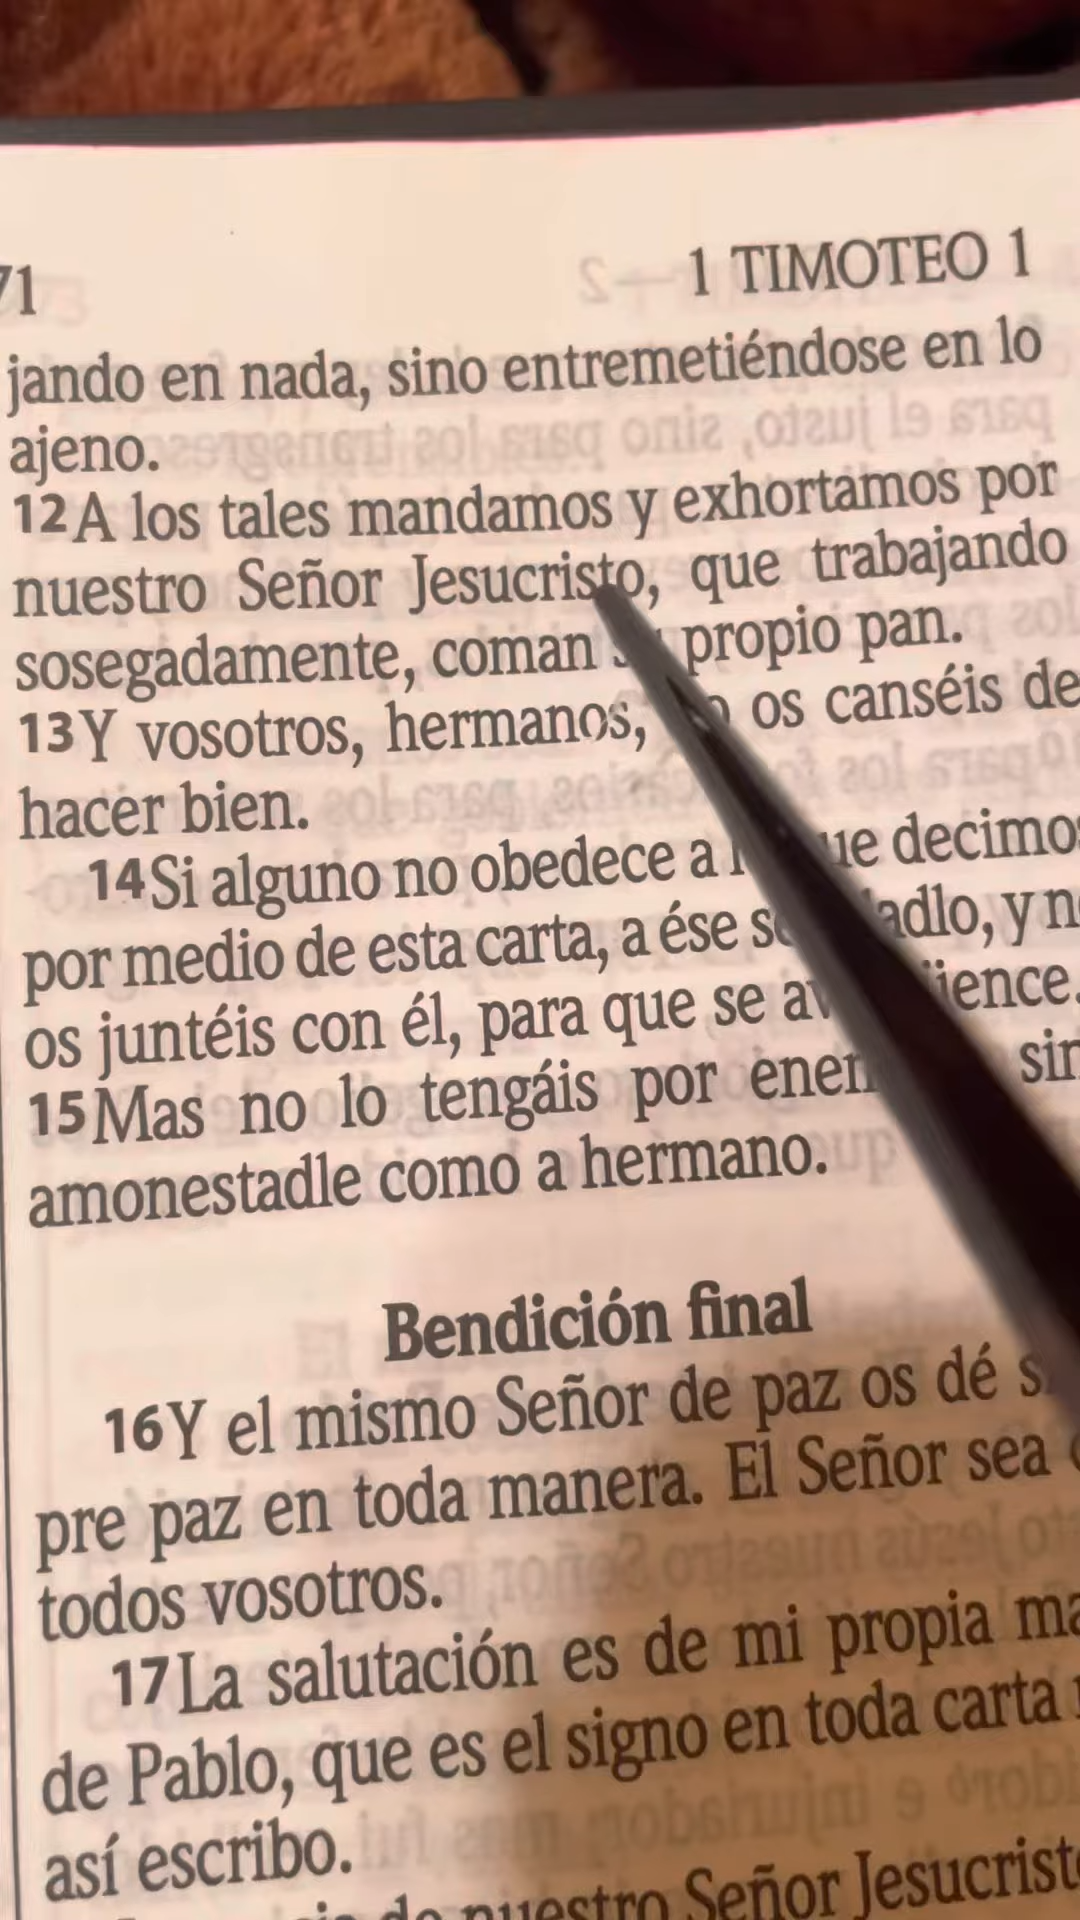 71 1 TIMOTEO 1
jando en nada, sino entremetiéndose en lo
ajeno.
12 A los tales mandamos y exhortamos por
nuestro Señor Jesucristo, que trabajando
sosegadamente, coman propio pan.
13 Y vosotros, hermanos, os canséis de
hacer bien.
14 Si alguno no obedece a decimos
por medio de esta carta, a ése y no
os juntéis con él, para que se
15 Mas no lo tengáis por
amonestadle como a hermano.
Bendición final
16 Y el mismo Señor de paz os dé
pre paz en toda manera. El Señor sea
todos vosotros.
17 La salutación es de mi propia
de Pablo, que es el signo en toda carta
así escribo.
de nuestro Señor Jesucristo